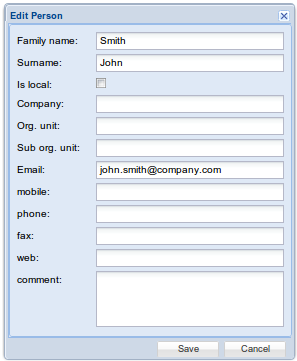 Edit Person
Family name: Smith
Surname: John
Is local:
Company:
Org. unit:
Sub org. unit:
Email: john.smith@company.com
mobile:
phone:
fax:
web:
comment:
Save Cancel